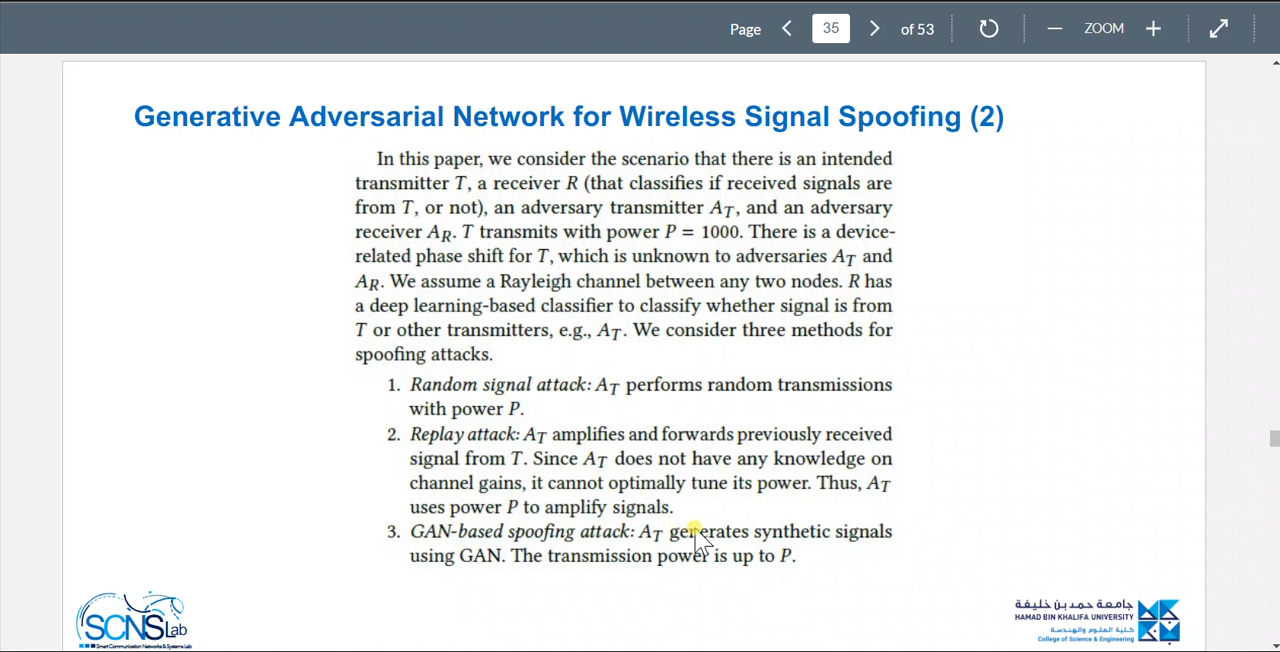 Page 35 of 53 ZOOM
Generative Adversarial Network for Wireless Signal Spoofing (2)
In this paper, we consider the scenario that there is an intended
transmitter T, a receiver R (that classifies if received signals are
from T, or not), an adversary transmitter A_T, and an adversary
receiver A_R. T transmits with power P = 1000. There is a device-
related phase shift for T, which is unknown to adversaries A_T and
A_R. We assume a Rayleigh channel between any two nodes. R has
a deep learning-based classifier to classify whether signal is from
T or other transmitters, e.g., A_T. We consider three methods for
spoofing attacks.
1. Random signal attack: A_T performs random transmissions
with power P.
2. Replay attack: A_T amplifies and forwards previously received
signal from T. Since A_T does not have any knowledge on
channel gains, it cannot optimally tune its power. Thus, A_T
uses power P to amplify signals.
3. GAN-based spoofing attack: A_T generates synthetic signals
using GAN. The transmission power is up to P.
SCNS Lab
Smart Communication Networks & Systems Lab
جامعة حمد بن خليفة
HAMAD BIN KHALIFA UNIVERSITY
كلية العلوم والهندسة
College of Science & Engineering